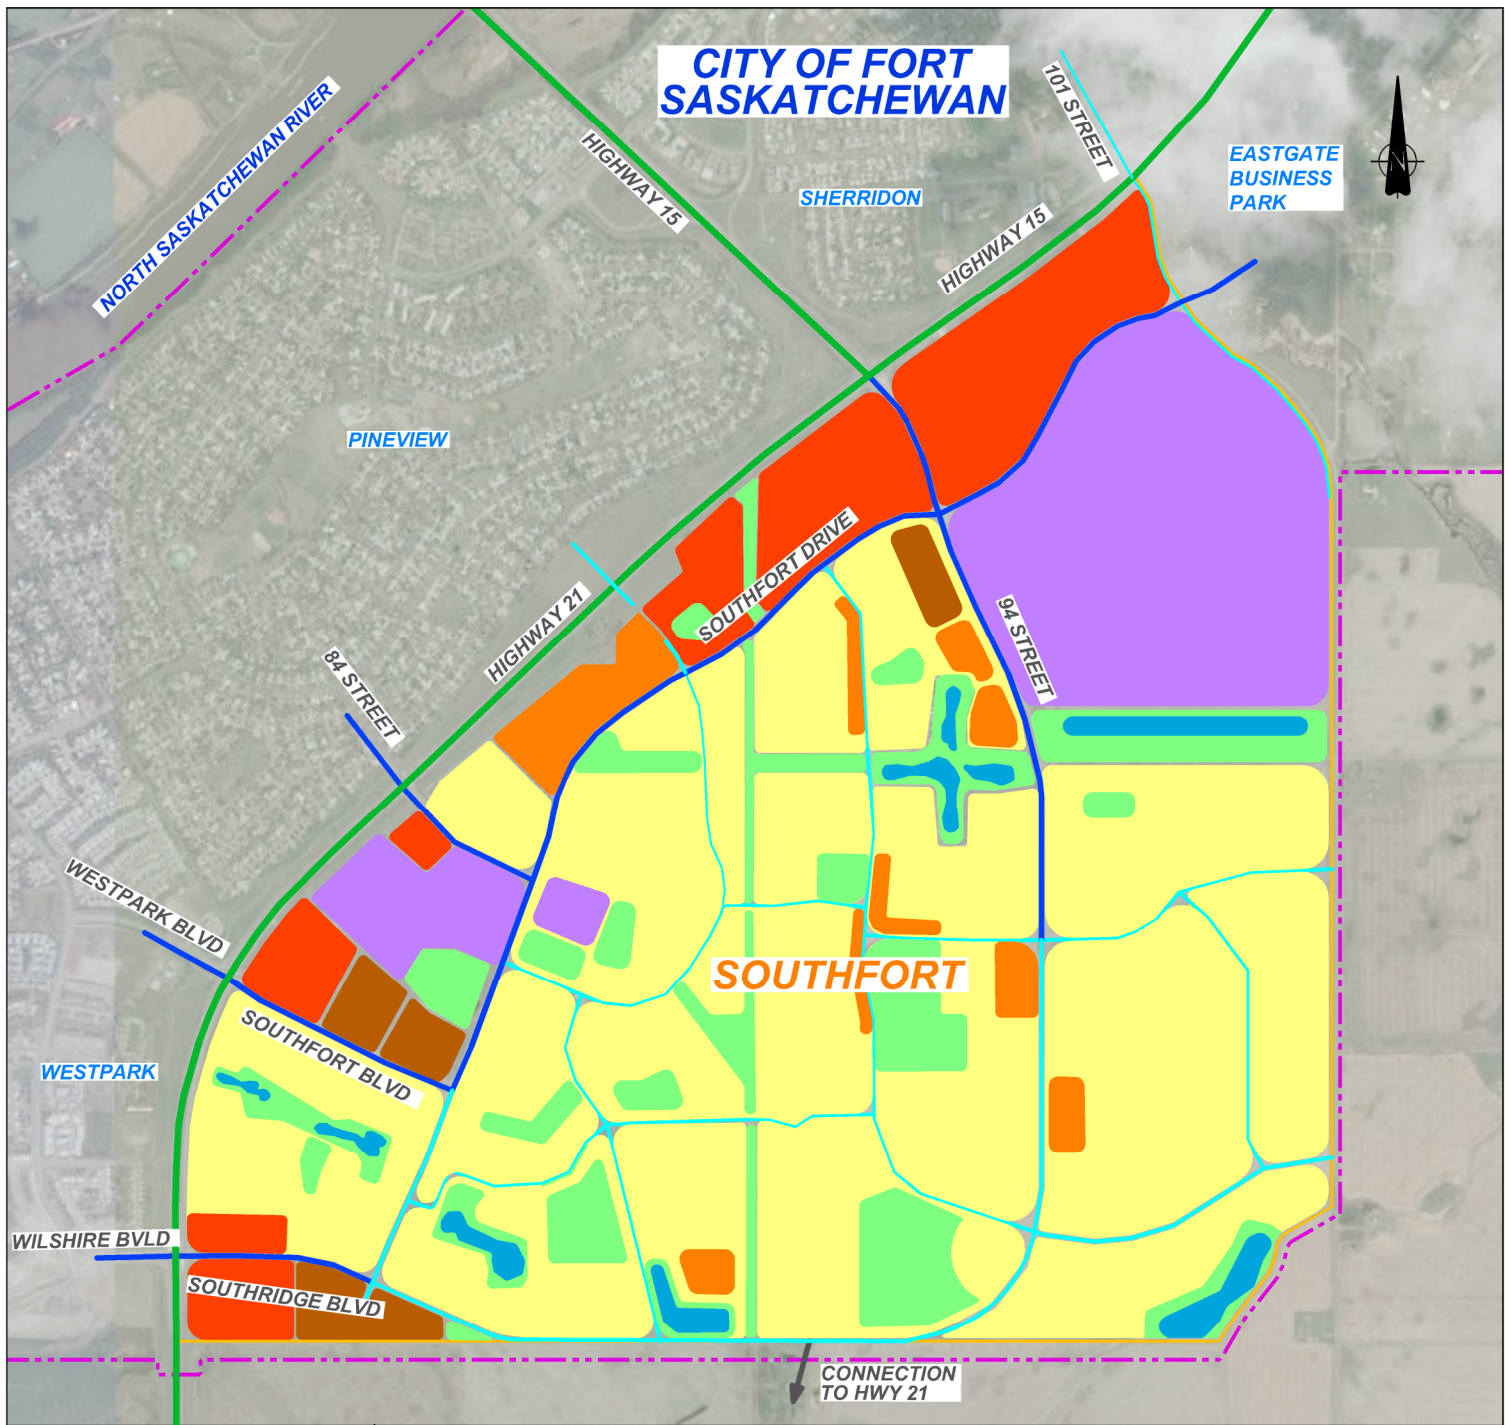 CITY OF FORT
SASKATCHEWAN
101 STREET
EASTGATE
BUSINESS
PARK
N
NORTH SASKATCHEWAN RIVER
HIGHWAY 15
SHERRIDON
HIGHWAY 15
PINEVIEW
SOUTHFORT DRIVE
HIGHWAY 21
84 STREET
94 STREET
WESTPARK BLVD
SOUTHFORT
SOUTHFORT BLVD
WESTPARK
WILSHIRE BVLD
SOUTHRIDGE BLVD
CONNECTION
TO HWY 21